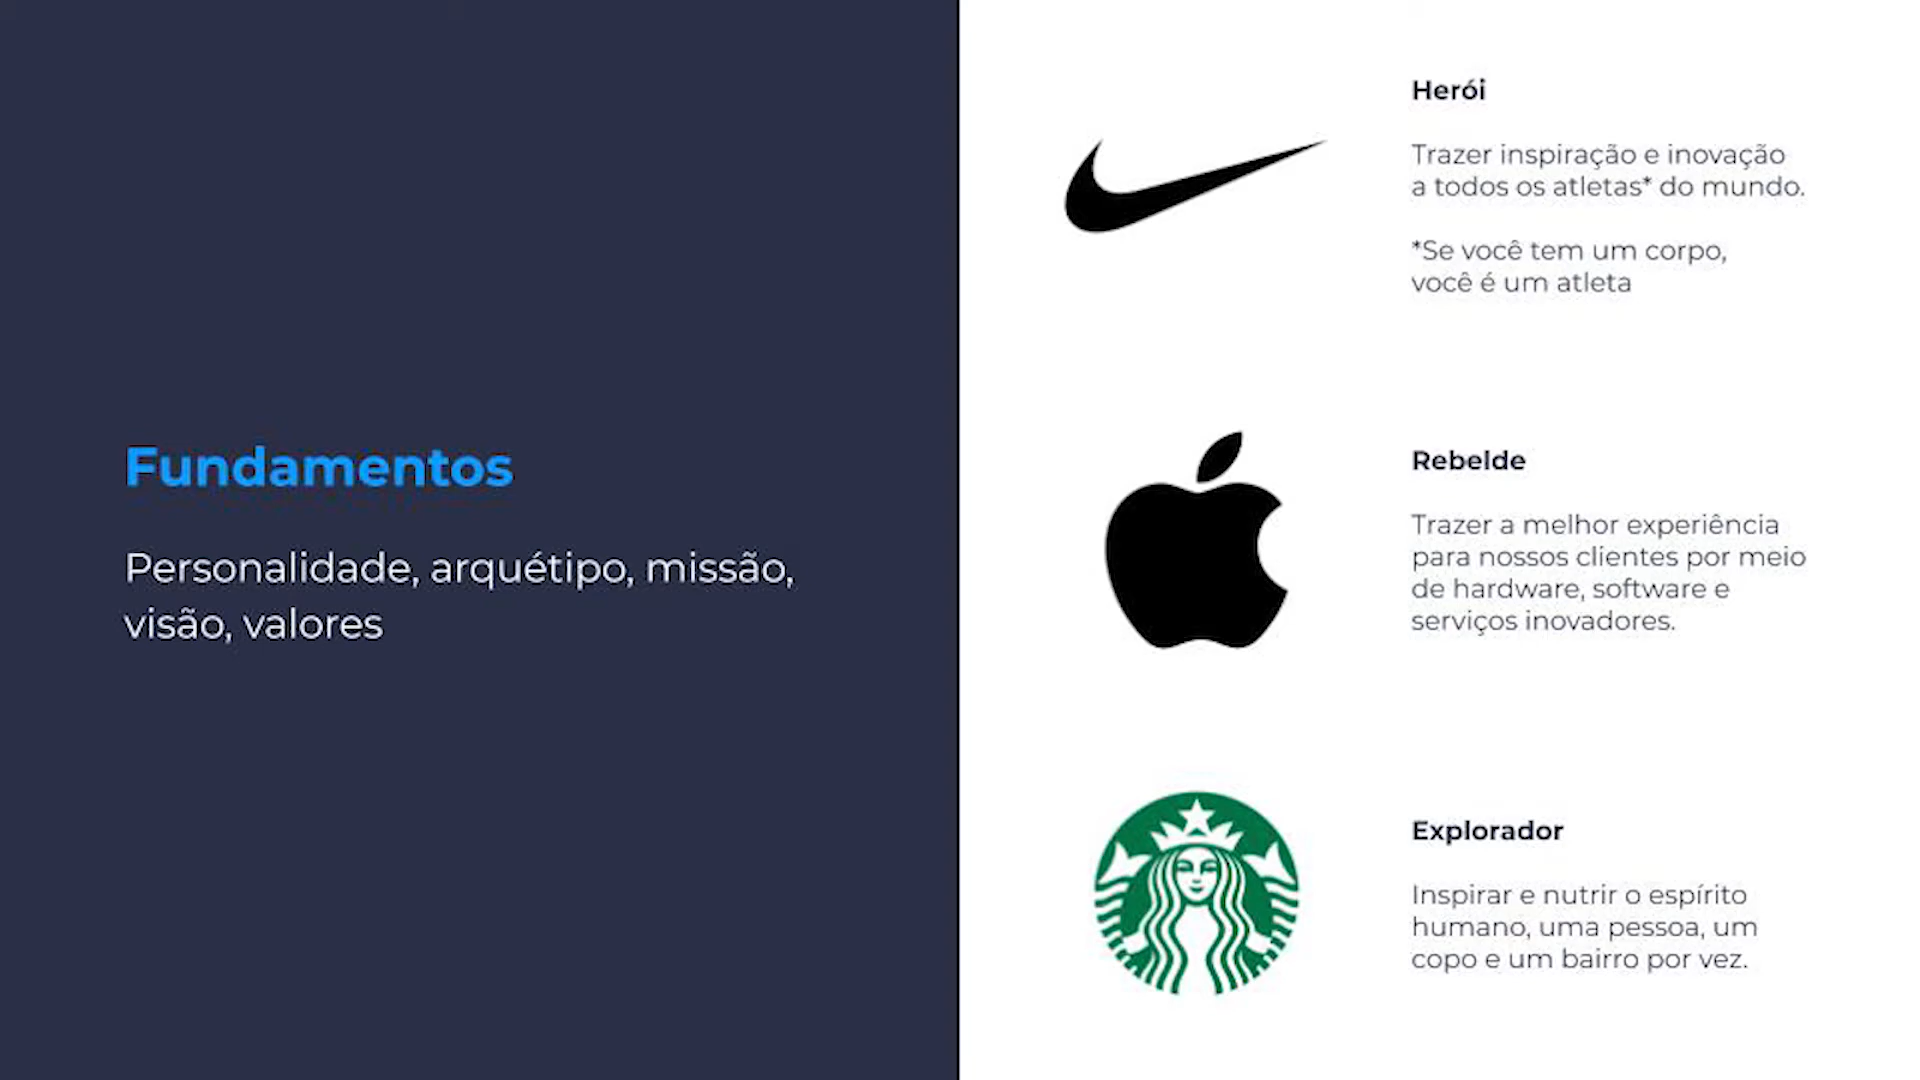 Fundamentos
Personalidade, arquétipo, missão,
visão, valores
Herói
Trazer inspiração e inovação
a todos os atletas* do mundo.
*Se você tem um corpo,
você é um atleta
Rebelde
Trazer a melhor experiência
para nossos clientes por meio
de hardware, software e
serviços inovadores.
Explorador
Inspirar e nutrir o espírito
humano, uma pessoa, um
copo e um bairro por vez.